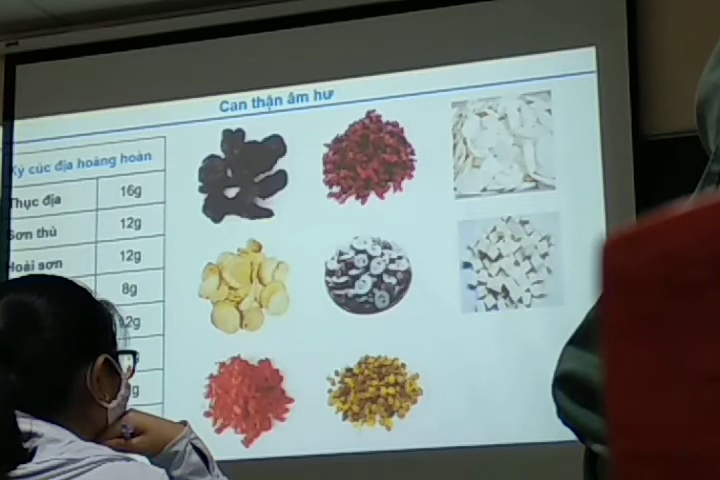 Can thận âm hư
Kỷ cúc địa hoàng hoàn
Thục địa 16g
Sơn thù 12g
Hoài sơn 12g
8g
12g
g